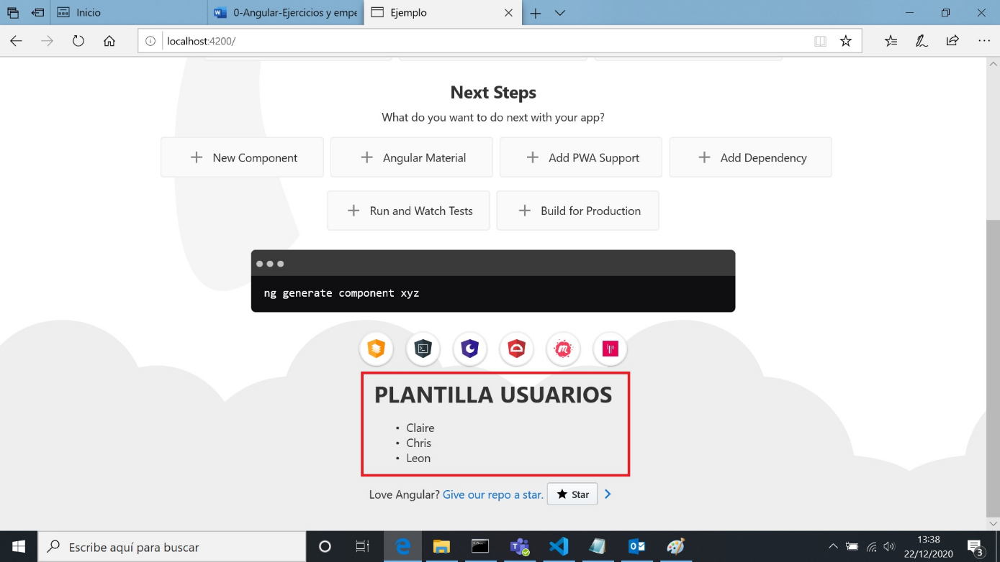 Inicio
0-Angular-Ejercicios y empe
Ejemplo
localhost:4200/
Next Steps
What do you want to do next with your app?
New Component
Angular Material
Add PWA Support
Add Dependency
Run and Watch Tests
Build for Production
ng generate component xyz
PLANTILLA USUARIOS
• Claire
• Chris
• Leon
Love Angular? Give our repo a star. Star
Escribe aquí para buscar
13:38
22/12/2020
3